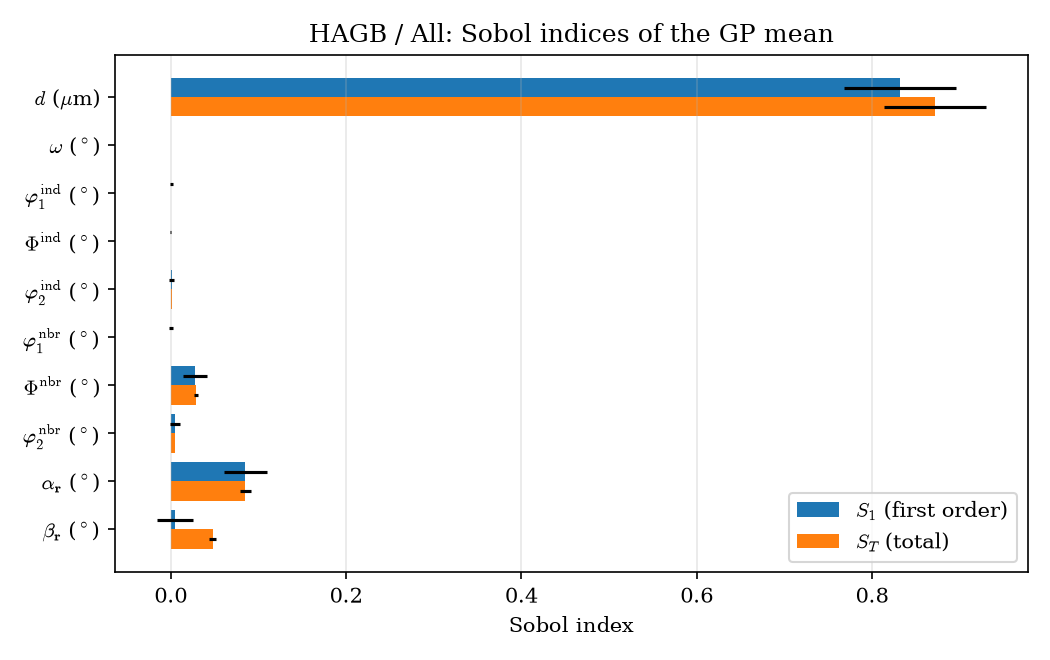 HAGB / All: Sobol indices of the GP mean
d (μm)
ω (°)
φ₁ⁱⁿᵈ (°)
Φⁱⁿᵈ (°)
φ₂ⁱⁿᵈ (°)
φ₁ⁿᵇʳ (°)
Φⁿᵇʳ (°)
φ₂ⁿᵇʳ (°)
αᵣ (°)
βᵣ (°)
S₁ (first order)
S_T (total)
0.0 0.2 0.4 0.6 0.8
Sobol index